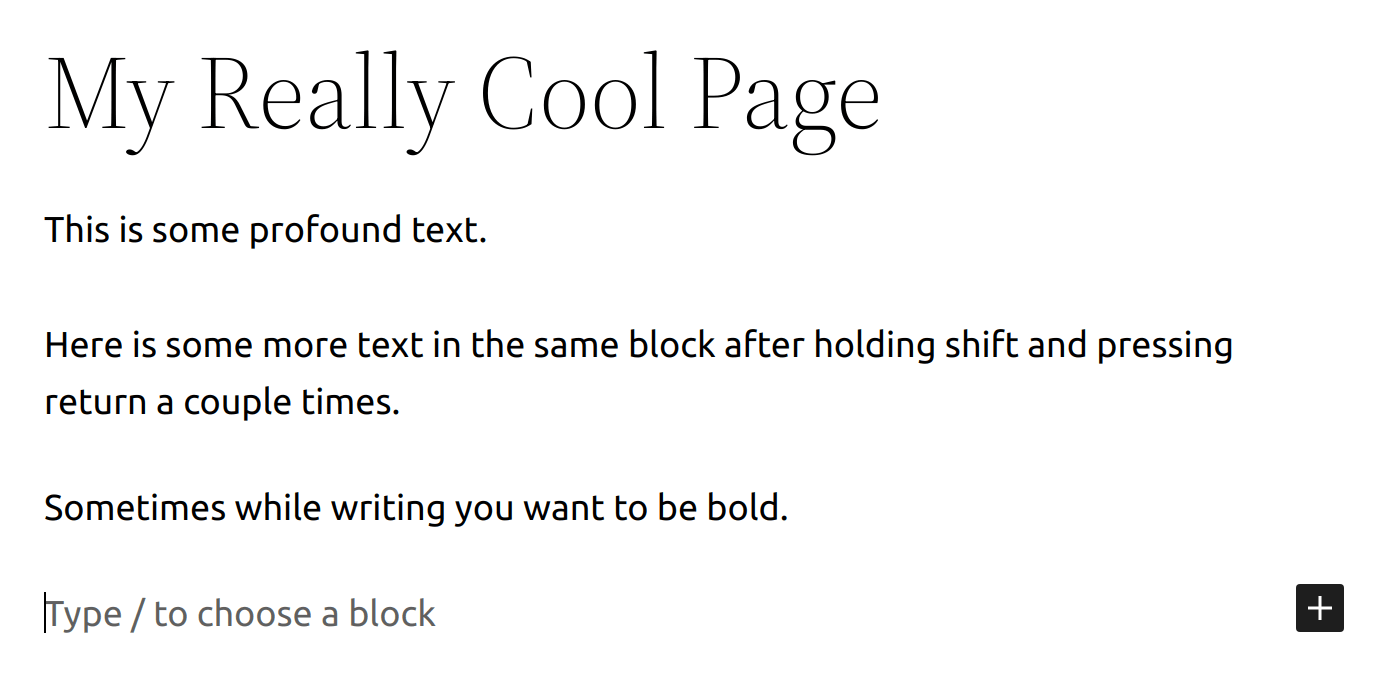 My Really Cool Page
This is some profound text.
Here is some more text in the same block after holding shift and pressing
return a couple times.
Sometimes while writing you want to be bold.
Type / to choose a block